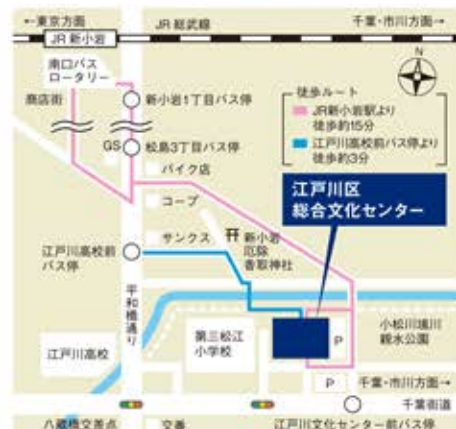 ←東京方面
JR 総武線
千葉・市川方面→
JR 新小岩
南口バス
ロータリー
商店街
新小岩1丁目バス停
GS
松島3丁目バス停
バイク店
コープ
サンクス
新小岩
厄除
香取神社
N
徒歩ルート
JR新小岩駅より
徒歩約15分
江戸川高校前バス停より
徒歩約3分
江戸川区
総合文化センター
江戸川高校前
バス停
平和橋通り
江戸川高校
第三松江
小学校
P
小松川境川
親水公園
P
千葉・市川方面→
千葉街道
八蔵橋交差点
交番
江戸川文化センター前バス停